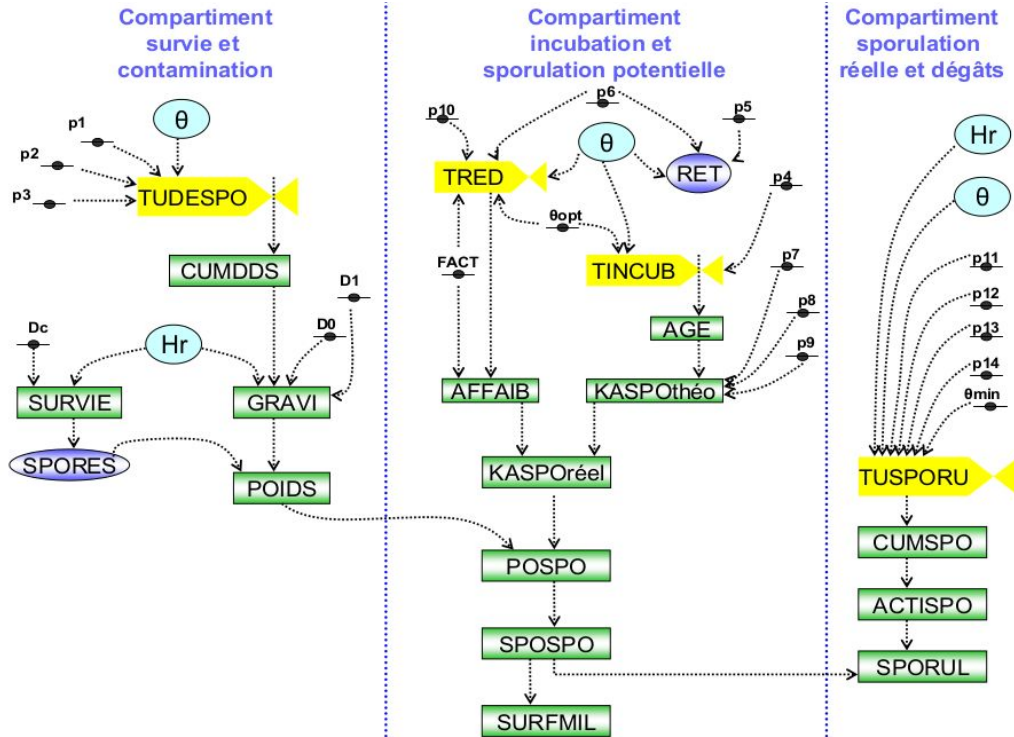 Compartiment
survie et
contamination
Compartiment
incubation et
sporulation potentielle
Compartiment
sporulation
réelle et dégâts
p1
θ
p2
p3
TUDESPO
CUMDDS
D1
Dc
Hr
D0
SURVIE
GRAVI
SPORES
POIDS
p10
p6
p5
θ
TRED
RET
p4
θopt
FACT
TINCUB
p7
AGE
p8
p9
AFFAIB
KASPOthéo
KASPOréel
POSPO
SPOSPO
SURFMIL
Hr
θ
p11
p12
p13
p14
θmin
TUSPORU
CUMSPO
ACTISPO
SPORUL